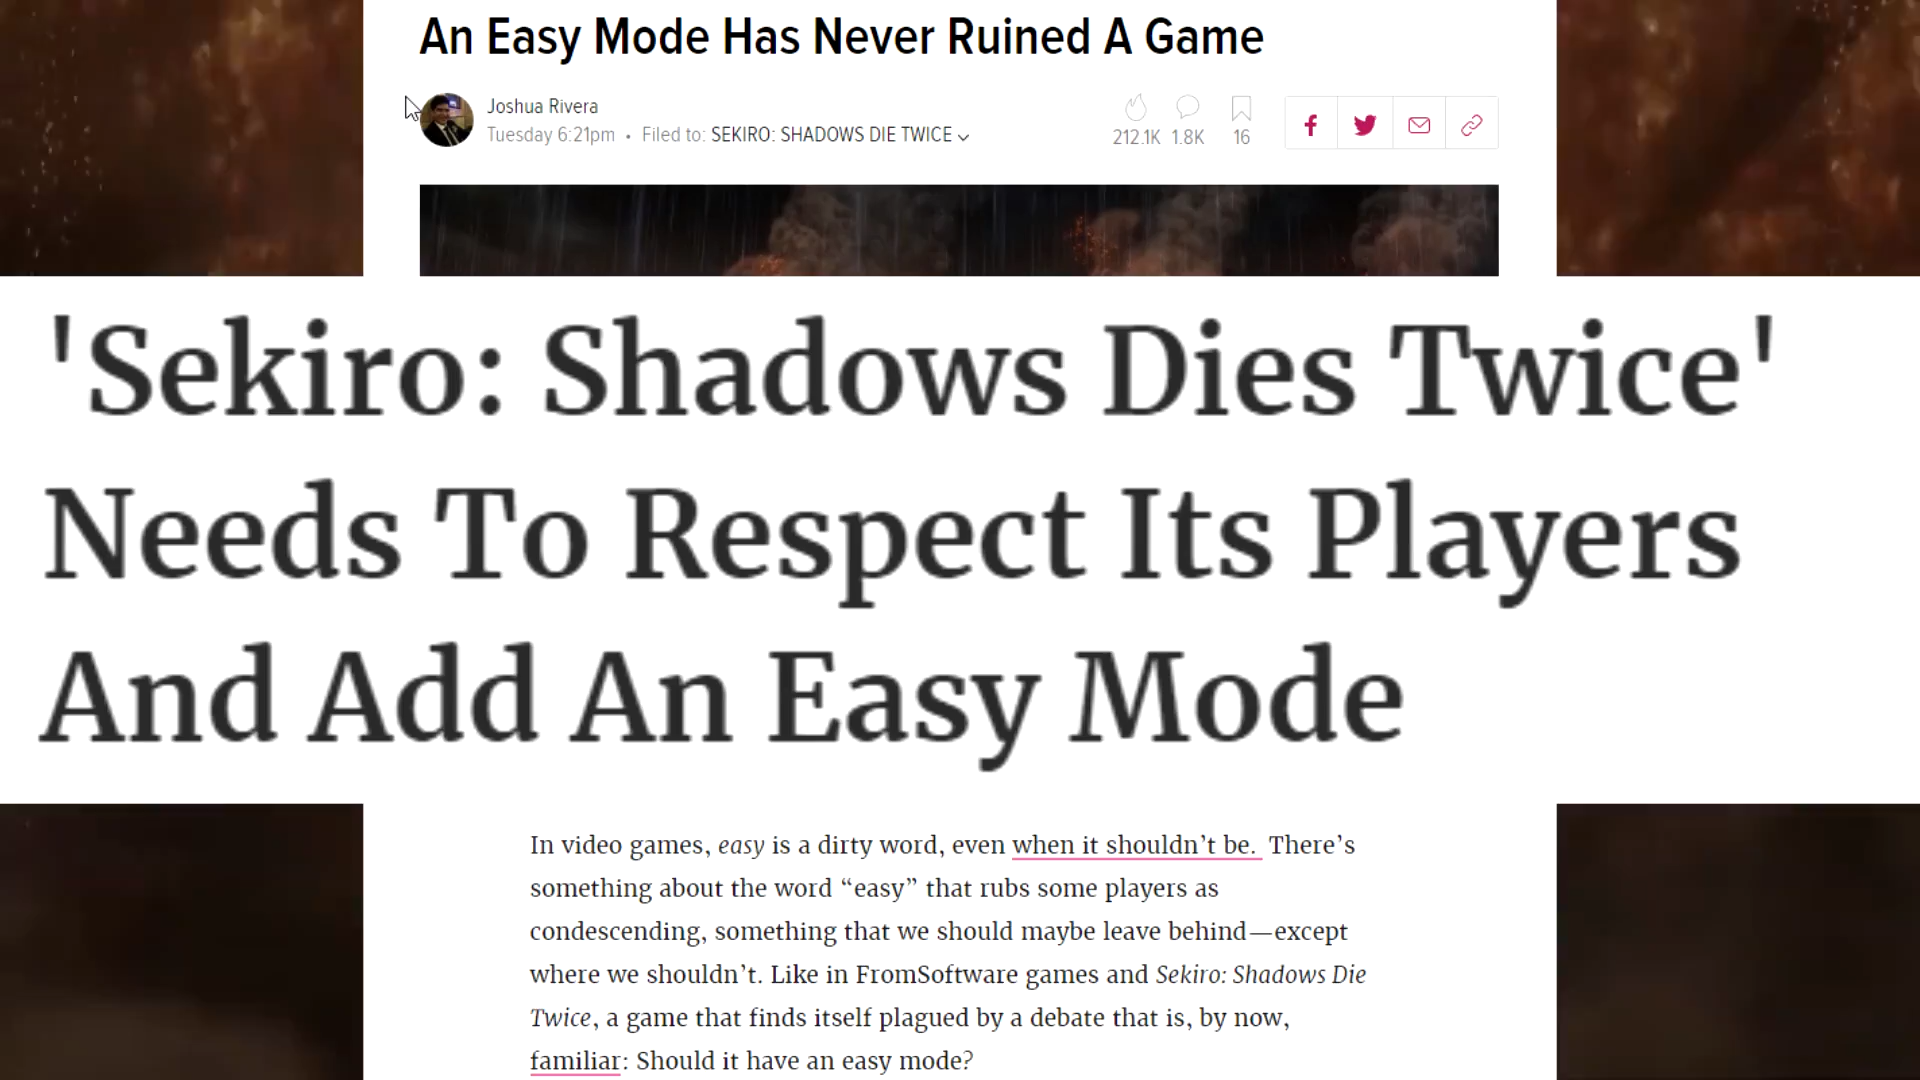 An Easy Mode Has Never Ruined A Game
Joshua Rivera
Tuesday 6:21pm • Filed to: SEKIRO: SHADOWS DIE TWICE
212.1K 1.8K 16
'Sekiro: Shadows Dies Twice'
Needs To Respect Its Players
And Add An Easy Mode
In video games, easy is a dirty word, even when it shouldn’t be. There’s
something about the word “easy” that rubs some players as
condescending, something that we should maybe leave behind—except
where we shouldn’t. Like in FromSoftware games and Sekiro: Shadows Die
Twice, a game that finds itself plagued by a debate that is, by now,
familiar: Should it have an easy mode?